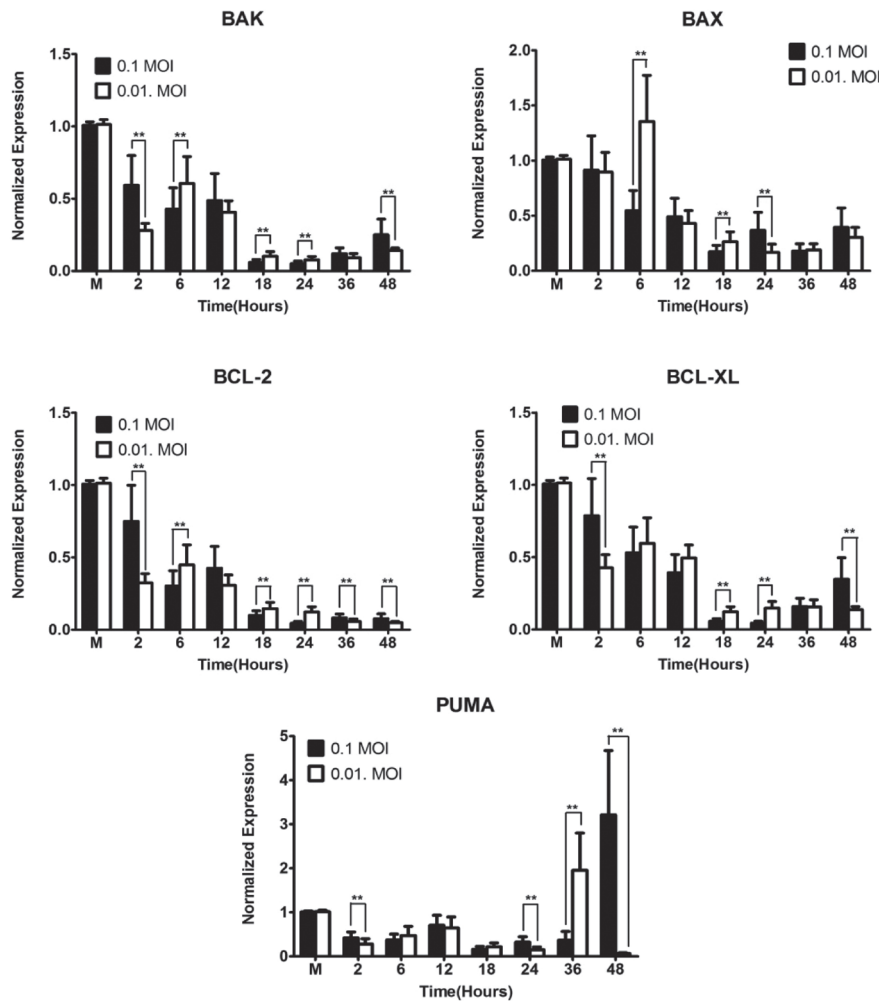 BAK
Normalized Expression
1.5
1.0
0.5
0.0
0.1 MOI
0.01. MOI
**
**
**
**
**
M 2 6 12 18 24 36 48
Time(Hours)
BAX
Normalized Expression
2.0
1.5
1.0
0.5
0.0
0.1 MOI
0.01. MOI
**
**
**
M 2 6 12 18 24 36 48
Time(Hours)
BCL-2
Normalized Expression
1.5
1.0
0.5
0.0
0.1 MOI
0.01. MOI
**
**
**
**
**
**
M 2 6 12 18 24 36 48
Time(Hours)
BCL-XL
Normalized Expression
1.5
1.0
0.5
0.0
0.1 MOI
0.01. MOI
**
**
**
**
M 2 6 12 18 24 36 48
Time(Hours)
PUMA
Normalized Expression
5
4
3
2
1
0
0.1 MOI
0.01. MOI
**
**
**
**
M 2 6 12 18 24 36 48
Time(Hours)